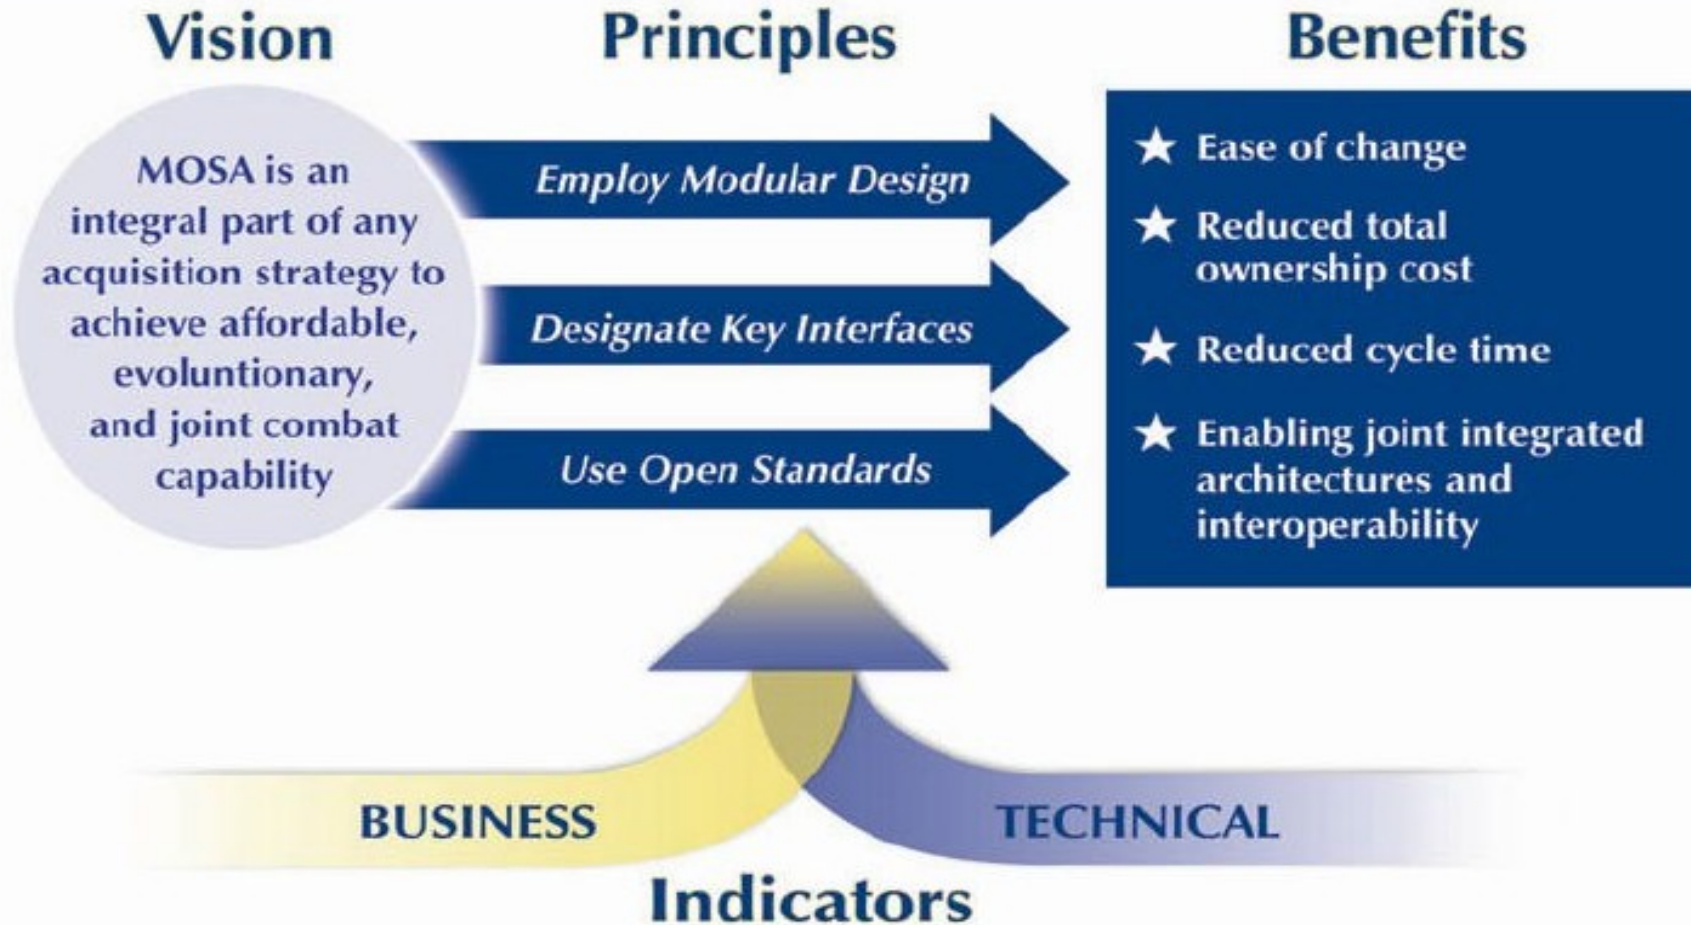 Vision
MOSA is an
integral part of any
acquisition strategy to
achieve affordable,
evoluntionary,
and joint combat
capability
Principles
Employ Modular Design
Designate Key Interfaces
Use Open Standards
Benefits
★ Ease of change
★ Reduced total
ownership cost
★ Reduced cycle time
★ Enabling joint integrated
architectures and
interoperability
BUSINESS
TECHNICAL
Indicators